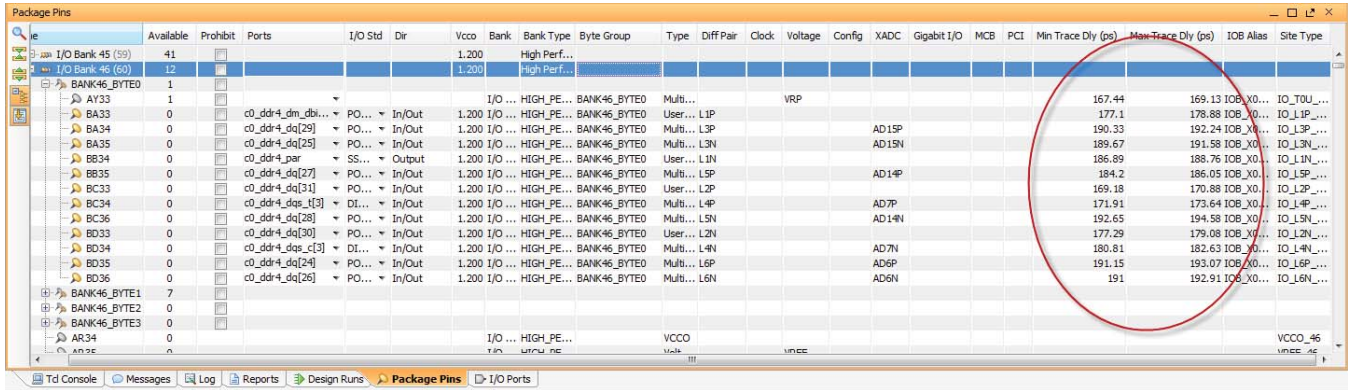 Package Pins
e Available Prohibit Ports I/O Std Dir Vcco Bank Bank Type Byte Group Type Diff Pair Clock Voltage Config XADC Gigabit I/O MCB PCI Min Trace Dly (ps) Max Trace Dly (ps) IOB Alias Site Type
I/O Bank 45 (59) 41 1.200 High Perf...
I/O Bank 46 (60) 12 1.200 High Perf...
BANK46_BYTE0 1
AY33 1 I/O ... HIGH_PE... BANK46_BYTE0 Multi... VRP 167.44 169.13 IOB_X0... IO_T0U_...
BA33 0 c0_ddr4_dm_dbi... PO... In/Out 1.200 I/O ... HIGH_PE... BANK46_BYTE0 User... L1P 177.1 178.88 IOB_X0... IO_L1P_...
BA34 0 c0_ddr4_dq[29] PO... In/Out 1.200 I/O ... HIGH_PE... BANK46_BYTE0 Multi... L3P AD15P 190.33 192.24 IOB_X0... IO_L3P_...
BA35 0 c0_ddr4_dq[25] PO... In/Out 1.200 I/O ... HIGH_PE... BANK46_BYTE0 Multi... L3N AD15N 189.67 191.58 IOB_X0... IO_L3N_...
BB34 0 c0_ddr4_par SS... Output 1.200 I/O ... HIGH_PE... BANK46_BYTE0 User... L1N 186.89 188.76 IOB_X0... IO_L1N_...
BB35 0 c0_ddr4_dq[27] PO... In/Out 1.200 I/O ... HIGH_PE... BANK46_BYTE0 Multi... L5P AD14P 184.2 186.05 IOB_X0... IO_L5P_...
BC33 0 c0_ddr4_dq[31] PO... In/Out 1.200 I/O ... HIGH_PE... BANK46_BYTE0 User... L2P 169.18 170.88 IOB_X0... IO_L2P_...
BC34 0 c0_ddr4_dqs_t[3] DI... In/Out 1.200 I/O ... HIGH_PE... BANK46_BYTE0 Multi... L4P AD7P 171.91 173.64 IOB_X0... IO_L4P_...
BC36 0 c0_ddr4_dq[28] PO... In/Out 1.200 I/O ... HIGH_PE... BANK46_BYTE0 Multi... L5N AD14N 192.65 194.58 IOB_X0... IO_L5N_...
BD33 0 c0_ddr4_dq[30] PO... In/Out 1.200 I/O ... HIGH_PE... BANK46_BYTE0 User... L2N 177.29 179.08 IOB_X0... IO_L2N_...
BD34 0 c0_ddr4_dqs_c[3] DI... In/Out 1.200 I/O ... HIGH_PE... BANK46_BYTE0 Multi... L4N AD7N 180.81 182.63 IOB_X0... IO_L4N_...
BD35 0 c0_ddr4_dq[24] PO... In/Out 1.200 I/O ... HIGH_PE... BANK46_BYTE0 Multi... L6P AD6P 191.15 193.07 IOB_X0... IO_L6P_...
BD36 0 c0_ddr4_dq[26] PO... In/Out 1.200 I/O ... HIGH_PE... BANK46_BYTE0 Multi... L6N AD6N 191 192.91 IOB_X0... IO_L6N_...
BANK46_BYTE1 7
BANK46_BYTE2 0
BANK46_BYTE3 0
AR34 0 I/O ... HIGH_PE... VCCO VCCO_46
Tcl Console Messages Log Reports Design Runs Package Pins I/O Ports